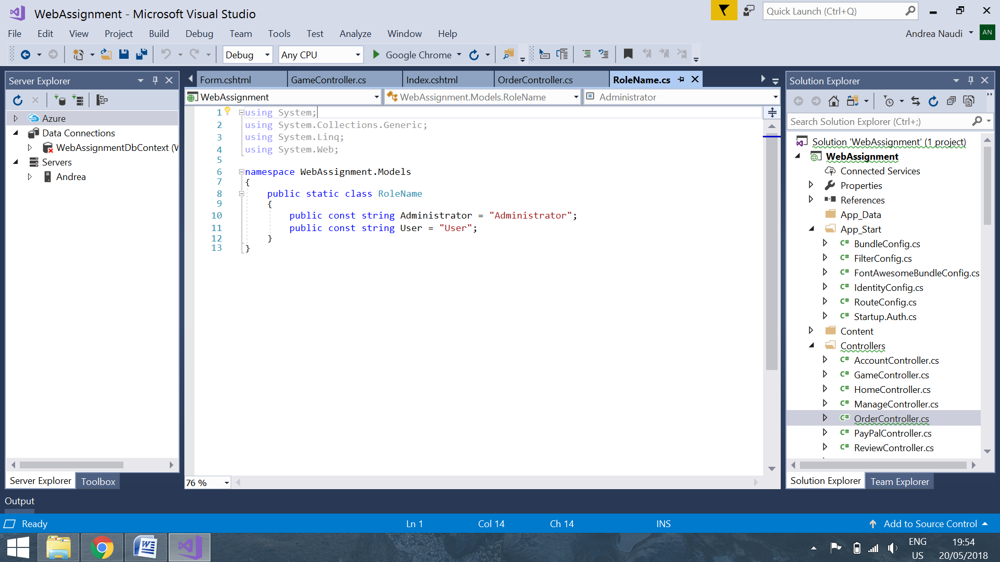 WebAssignment - Microsoft Visual Studio
Quick Launch (Ctrl+Q)
File Edit View Project Build Debug Team Tools Test Analyze Window Help
Andrea Naudi AN
Debug Any CPU Google Chrome
Server Explorer
Azure
Data Connections
WebAssignmentDbContext (W
Servers
Andrea
Server Explorer Toolbox
Form.cshtml GameController.cs Index.cshtml OrderController.cs RoleName.cs
WebAssignment WebAssignment.Models.RoleName Administrator
1 using System;
2 using System.Collections.Generic;
3 using System.Linq;
4 using System.Web;
5
6 namespace WebAssignment.Models
7 {
8 public static class RoleName
9 {
10 public const string Administrator = "Administrator";
11 public const string User = "User";
12 }
13 }
76 %
Solution Explorer
Search Solution Explorer (Ctrl+;)
Solution 'WebAssignment' (1 project)
WebAssignment
Connected Services
Properties
References
App_Data
App_Start
C# BundleConfig.cs
C# FilterConfig.cs
C# FontAwesomeBundleConfig.cs
C# IdentityConfig.cs
C# RouteConfig.cs
C# Startup.Auth.cs
Content
Controllers
C# AccountController.cs
C# GameController.cs
C# HomeController.cs
C# ManageController.cs
C# OrderController.cs
C# PayPalController.cs
C# ReviewController.cs
Solution Explorer Team Explorer
Output
Ready Ln 1 Col 14 Ch 14 INS Add to Source Control
ENG
US
19:54
20/05/2018